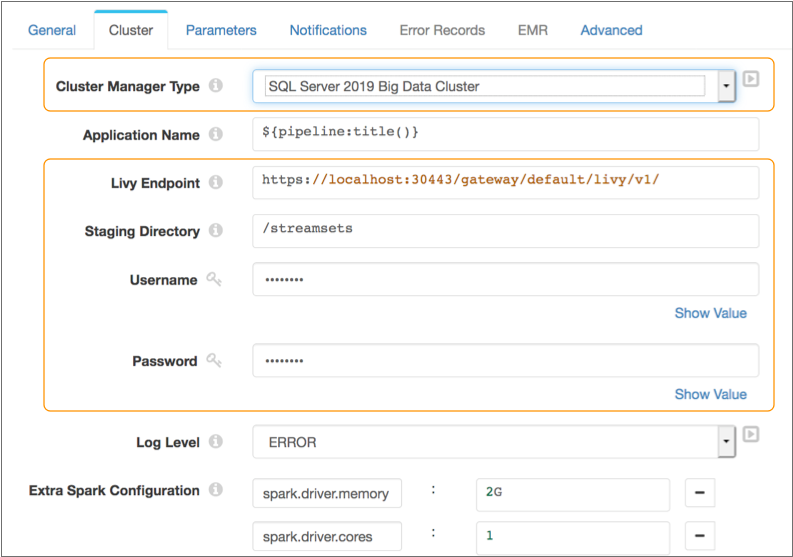 General Cluster Parameters Notifications Error Records EMR Advanced
Cluster Manager Type SQL Server 2019 Big Data Cluster
Application Name ${pipeline:title()}
Livy Endpoint https://localhost:30443/gateway/default/livy/v1/
Staging Directory /streamsets
Username ••••••••
Show Value
Password ••••••••
Show Value
Log Level ERROR
Extra Spark Configuration spark.driver.memory : 2G
spark.driver.cores : 1